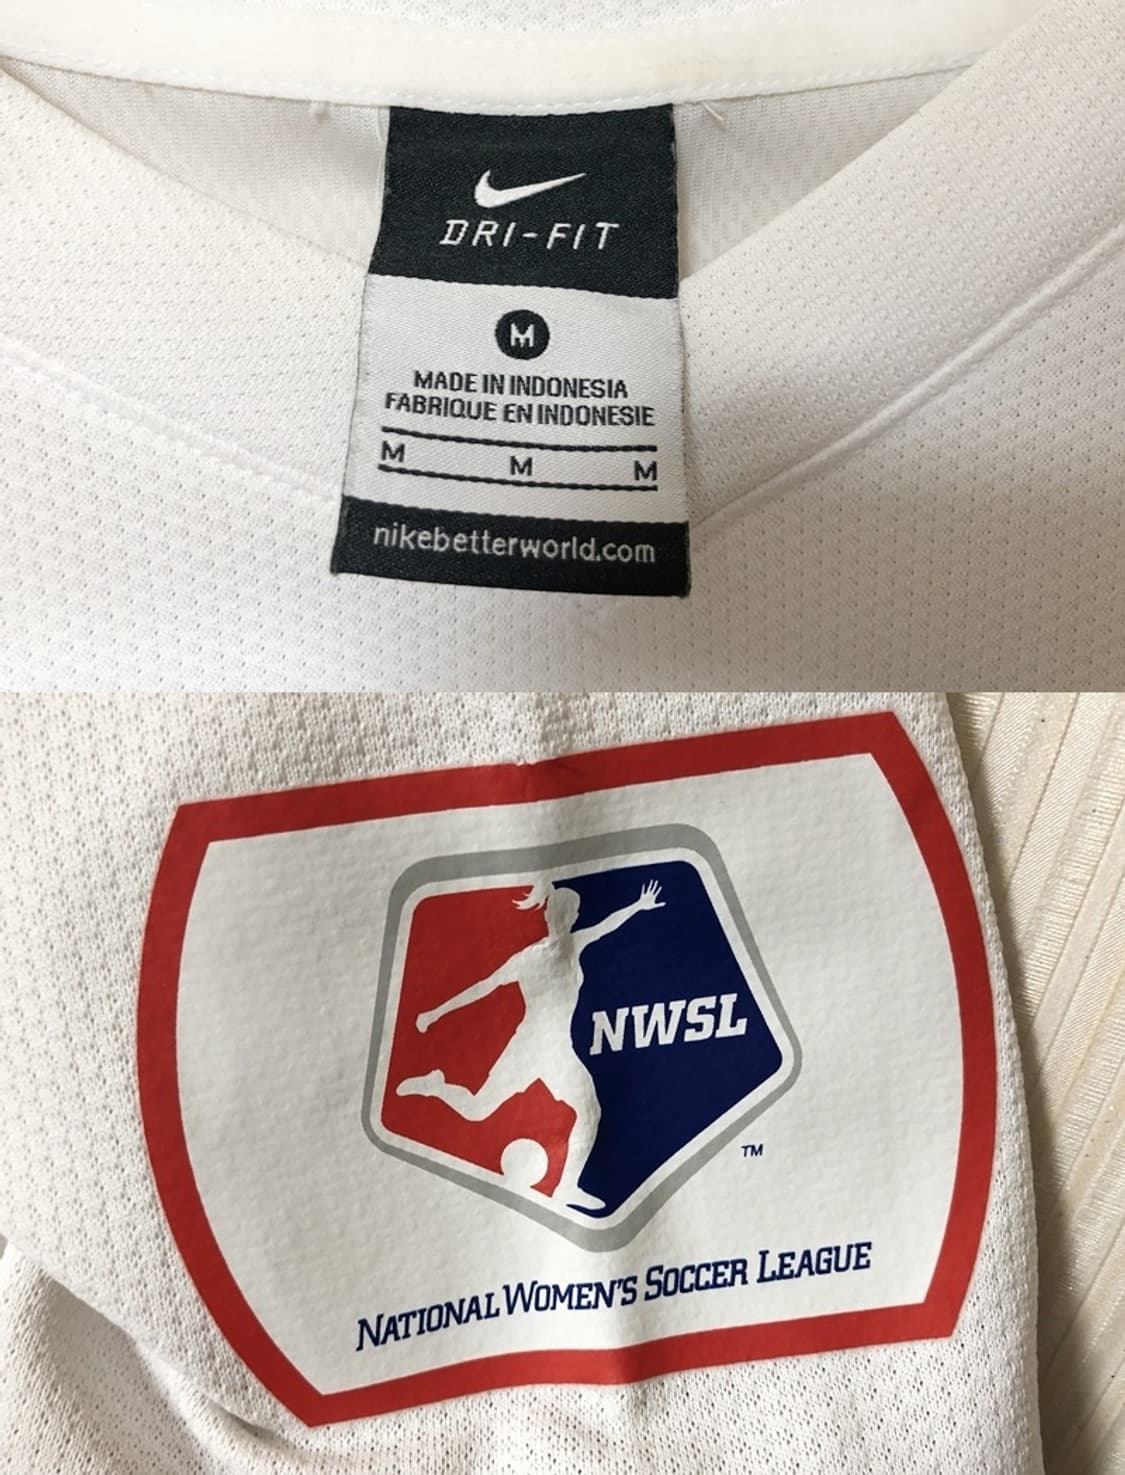 DRI-FIT
M
MADE IN INDONESIA
FABRIQUE EN INDONESIE
M M M
nikebetterworld.com
NWSL
TM
NATIONAL WOMEN'S SOCCER LEAGUE